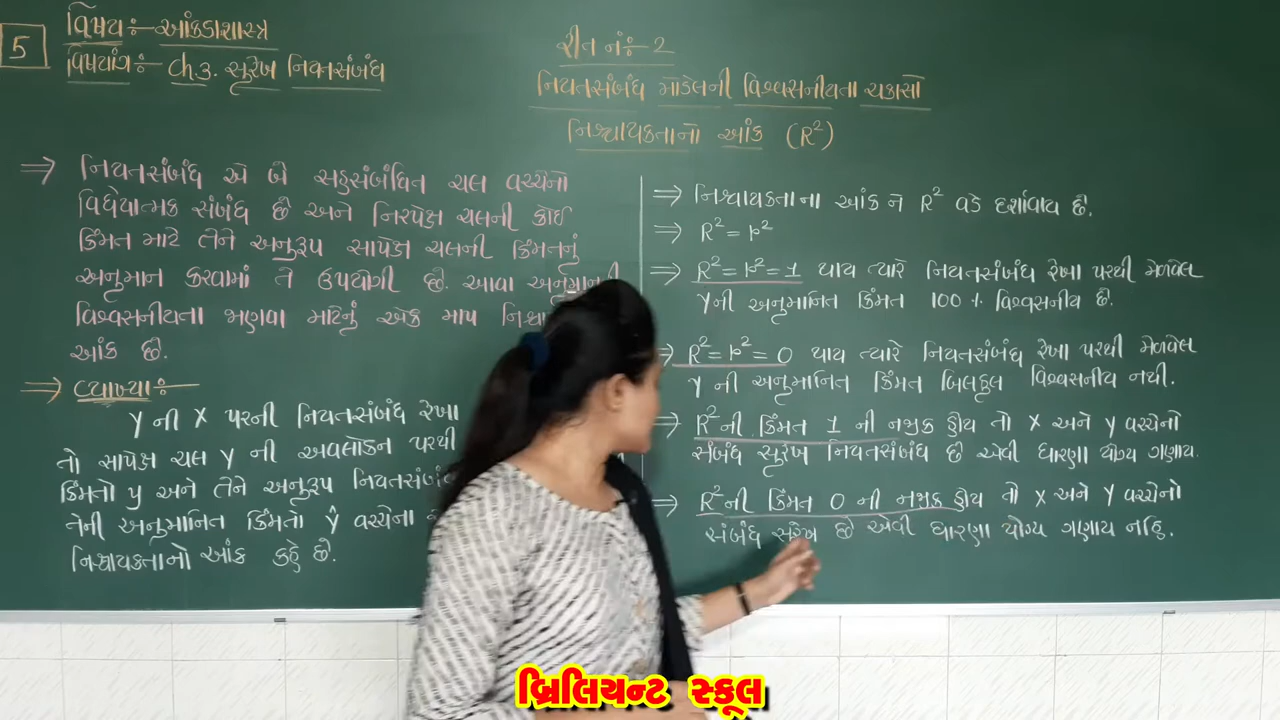 5
વિષય :- આંકડાશાસ્ત્ર
વિષયાંગ :- Ch 3. સુરેખ નિયતસંબંધ
રીત નં :- 2
નિયતસંબંધ મોડેલની વિશ્વસનીયતા ચકાસો
નિશ્ચાયકતાનો આંક (R²)
⇒ નિયતસંબંધ એ બે સહસંબંધિત ચલ વચ્ચેનો
વિધેયાત્મક સંબંધ છે અને નિરપેક્ષ ચલની કોઈ
કિંમત માટે તેને અનુરૂપ સાપેક્ષ ચલની કિંમતનું
અનુમાન કરવામાં તે ઉપયોગી છે. આવા અનુમાનની
વિશ્વસનીયતા જાણવા માટેનું એક માપ
આંક છે.
⇒ વ્યાખ્યા :-
Y ની X પરની નિયતસંબંધ રેખા
તો સાપેક્ષ ચલ Y ની અવલોકન પરથી
કિંમતો y અને તેને અનુરૂપ
તેની અનુમાનિત કિંમતો ŷ વચ્ચેના
નિશ્ચાયકતાનો આંક કહે છે.
⇒ નિશ્ચાયકતાના આંક ને R² વડે દર્શાવાય છે.
⇒ R² = r²
⇒ R² = r² = 1 થાય ત્યારે નિયતસંબંધ રેખા પરથી મેળવેલ
Y ની અનુમાનિત કિંમત 100 % વિશ્વસનીય છે.
R² = r² = 0 થાય ત્યારે નિયતસંબંધ રેખા પરથી મેળવેલ
Y ની અનુમાનિત કિંમત બિલકુલ વિશ્વસનીય નથી.
⇒ R² ની કિંમત 1 ની નજીક હોય તો X અને Y વચ્ચેનો
સંબંધ સુરેખ નિયતસંબંધ છે એવી ધારણા યોગ્ય ગણાય.
⇒ R² ની કિંમત 0 ની નજીક હોય તો X અને Y વચ્ચેનો
સંબંધ સુરેખ છે એવી ધારણા યોગ્ય ગણાય નહિ.
બ્રિલિયન્ટ સ્કૂલ